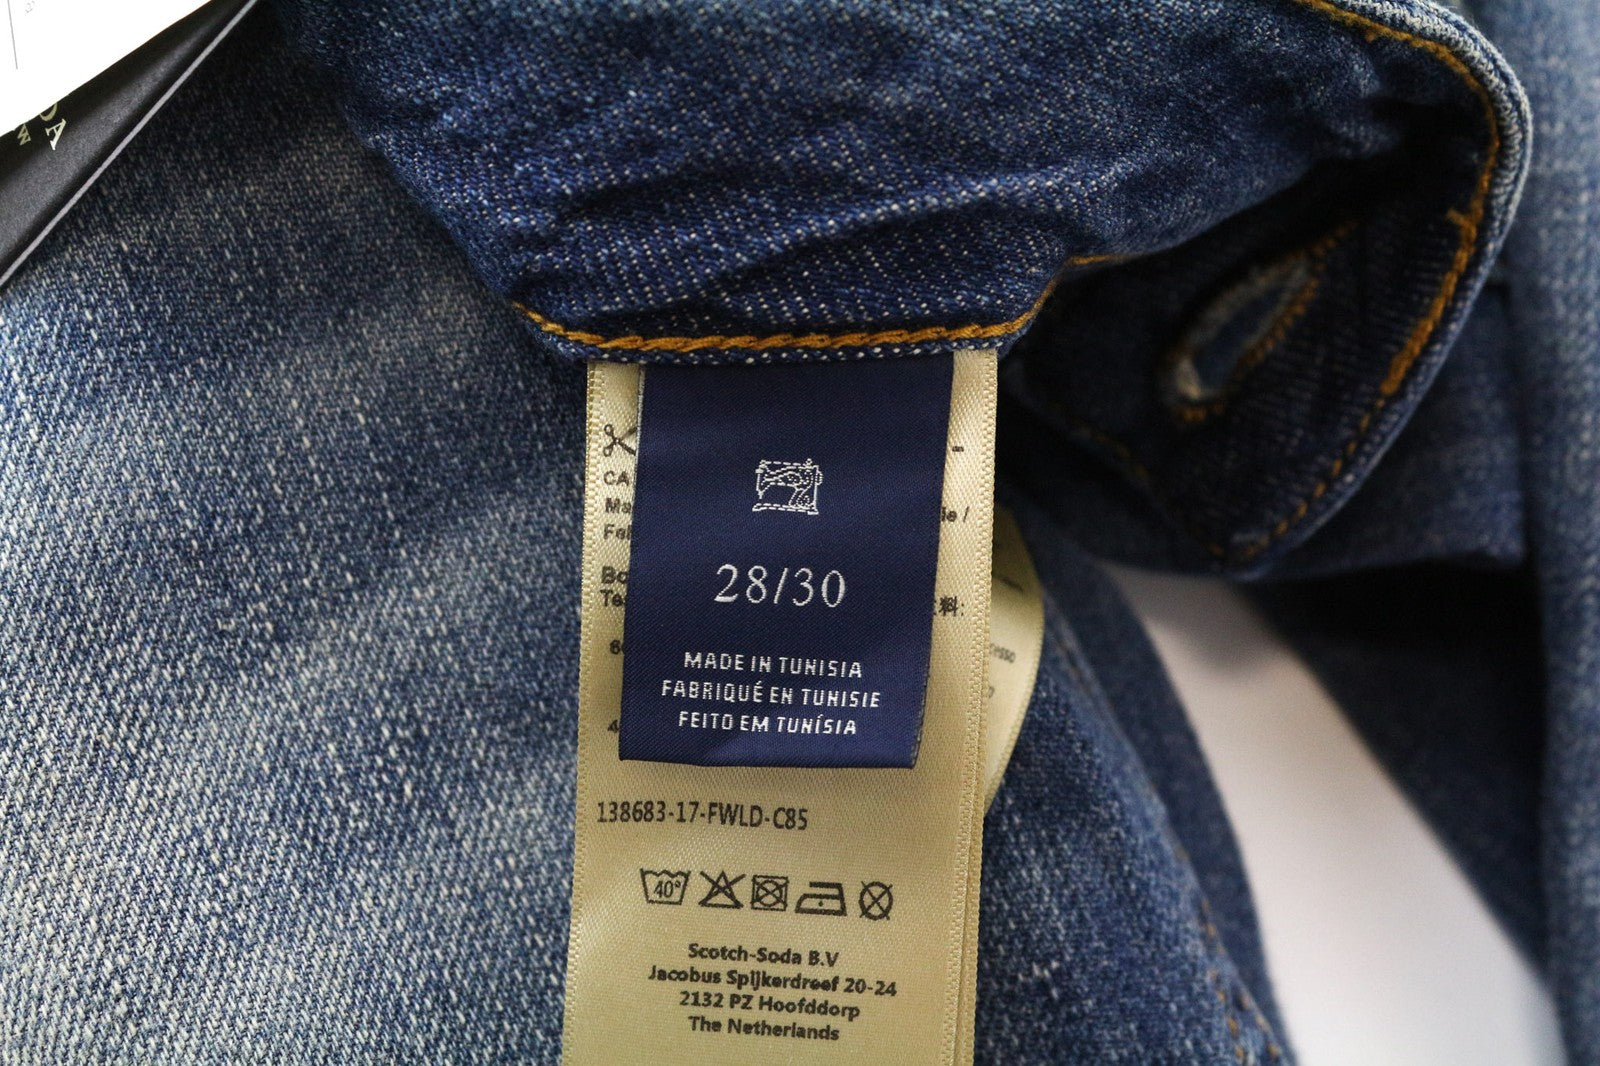 28/30
MADE IN TUNISIA
FABRIQUÉ EN TUNISIE
FEITO EM TUNÍSIA
138683-17-FWLD-C85
40°
Scotch-Soda B.V
Jacobus Spijkerdreef 20-24
2132 PZ Hoofddorp
The Netherlands